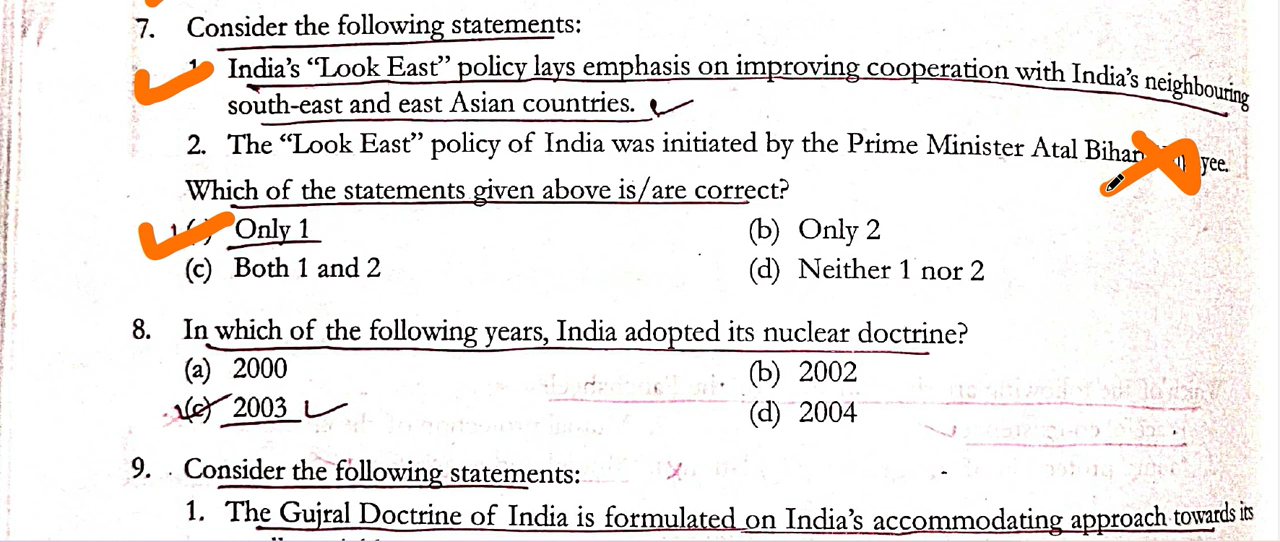 7. Consider the following statements:
India's "Look East" policy lays emphasis on improving cooperation with India's neighbouring
south-east and east Asian countries.
2. The "Look East" policy of India was initiated by the Prime Minister Atal
Which of the statements given above is/are correct?
Only 1
(b) Only 2
(c) Both 1 and 2
(d) Neither 1 nor 2
8. In which of the following years, India adopted its nuclear doctrine?
(a) 2000
(b) 2002
(c) 2003
(d) 2004
9. Consider the following statements:
1. The Gujral Doctrine of India is formulated on India's accommodating approach towards its